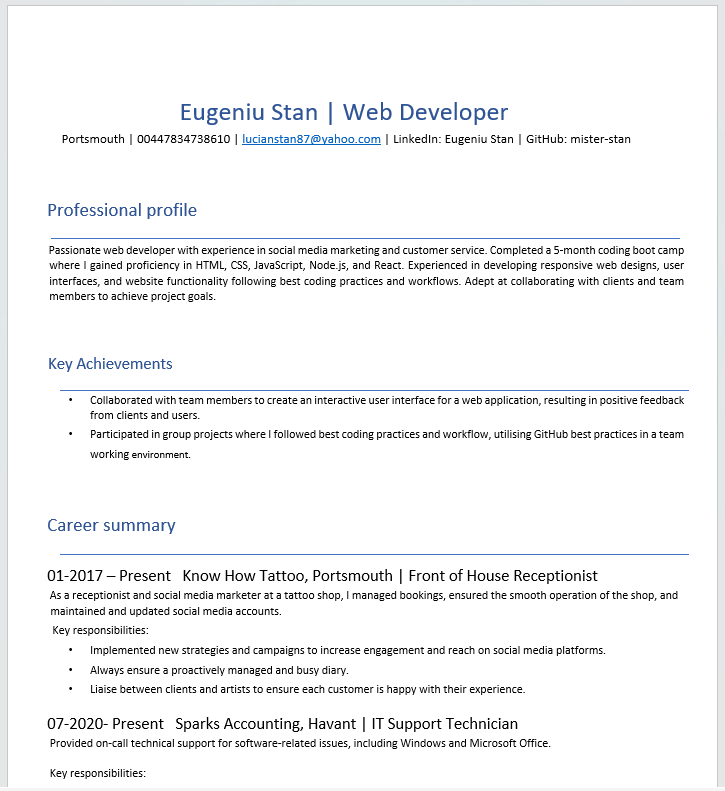 Eugeniu Stan | Web Developer
Portsmouth | 00447834738610 | lucianstan87@yahoo.com | LinkedIn: Eugeniu Stan | GitHub: mister-stan
Professional profile
Passionate web developer with experience in social media marketing and customer service. Completed a 5-month coding boot camp
where I gained proficiency in HTML, CSS, JavaScript, Node.js, and React. Experienced in developing responsive web designs, user
interfaces, and website functionality following best coding practices and workflows. Adept at collaborating with clients and team
members to achieve project goals.
Key Achievements
• Collaborated with team members to create an interactive user interface for a web application, resulting in positive feedback
from clients and users.
• Participated in group projects where I followed best coding practices and workflow, utilising GitHub best practices in a team
working environment.
Career summary
01-2017 – Present Know How Tattoo, Portsmouth | Front of House Receptionist
As a receptionist and social media marketer at a tattoo shop, I managed bookings, ensured the smooth operation of the shop, and
maintained and updated social media accounts.
Key responsibilities:
• Implemented new strategies and campaigns to increase engagement and reach on social media platforms.
• Always ensure a proactively managed and busy diary.
• Liaise between clients and artists to ensure each customer is happy with their experience.
07-2020- Present Sparks Accounting, Havant | IT Support Technician
Provided on-call technical support for software-related issues, including Windows and Microsoft Office.
Key responsibilities: